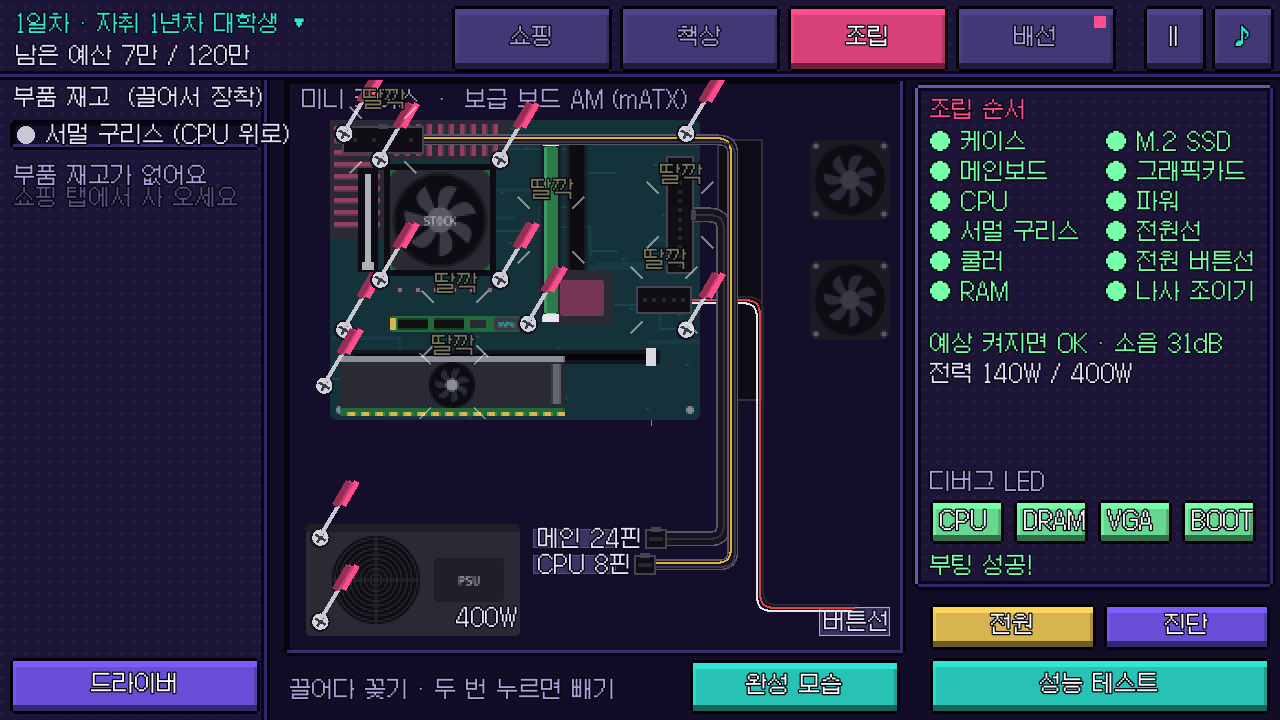 1일차 · 자취 1년차 대학생 ▼
남은 예산 7만 / 120만
쇼핑
책상
조립
배선
부품 재고 (끌어서 장착)
서멀 구리스 (CPU 위로)
부품 재고가 없어요
쇼핑 탭에서 사 오세요
드라이버
미니 · 보급 보드 AM (mATX)
딸깍
딸깍
딸깍
STOCK
딸깍
딸깍
딸깍
메인 24핀
CPU 8핀
PSU
400W
버튼선
끌어다 꽂기 · 두 번 누르면 빼기
완성 모습
조립 순서
케이스
메인보드
CPU
서멀 구리스
쿨러
RAM
M.2 SSD
그래픽카드
파워
전원선
전원 버튼선
나사 조이기
예상 켜지면 OK · 소음 31dB
전력 140W / 400W
디버그 LED
CPU
DRAM
VGA
BOOT
부팅 성공!
전원
진단
성능 테스트